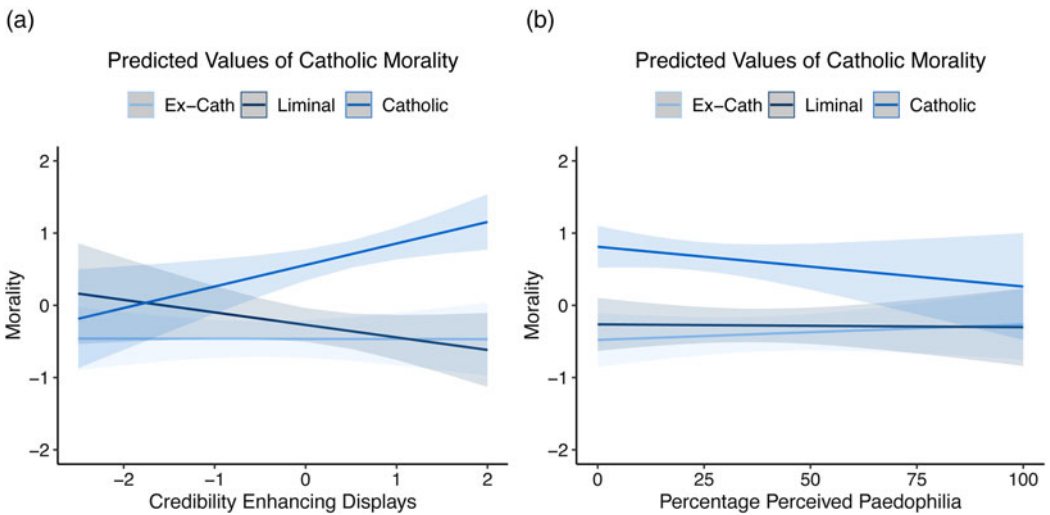 (a)
Predicted Values of Catholic Morality
Ex−Cath Liminal Catholic
2
1
0
−1
−2
Morality
−2 −1 0 1 2
Credibility Enhancing Displays
(b)
Predicted Values of Catholic Morality
Ex−Cath Liminal Catholic
2
1
0
−1
−2
Morality
0 25 50 75 100
Percentage Perceived Paedophilia